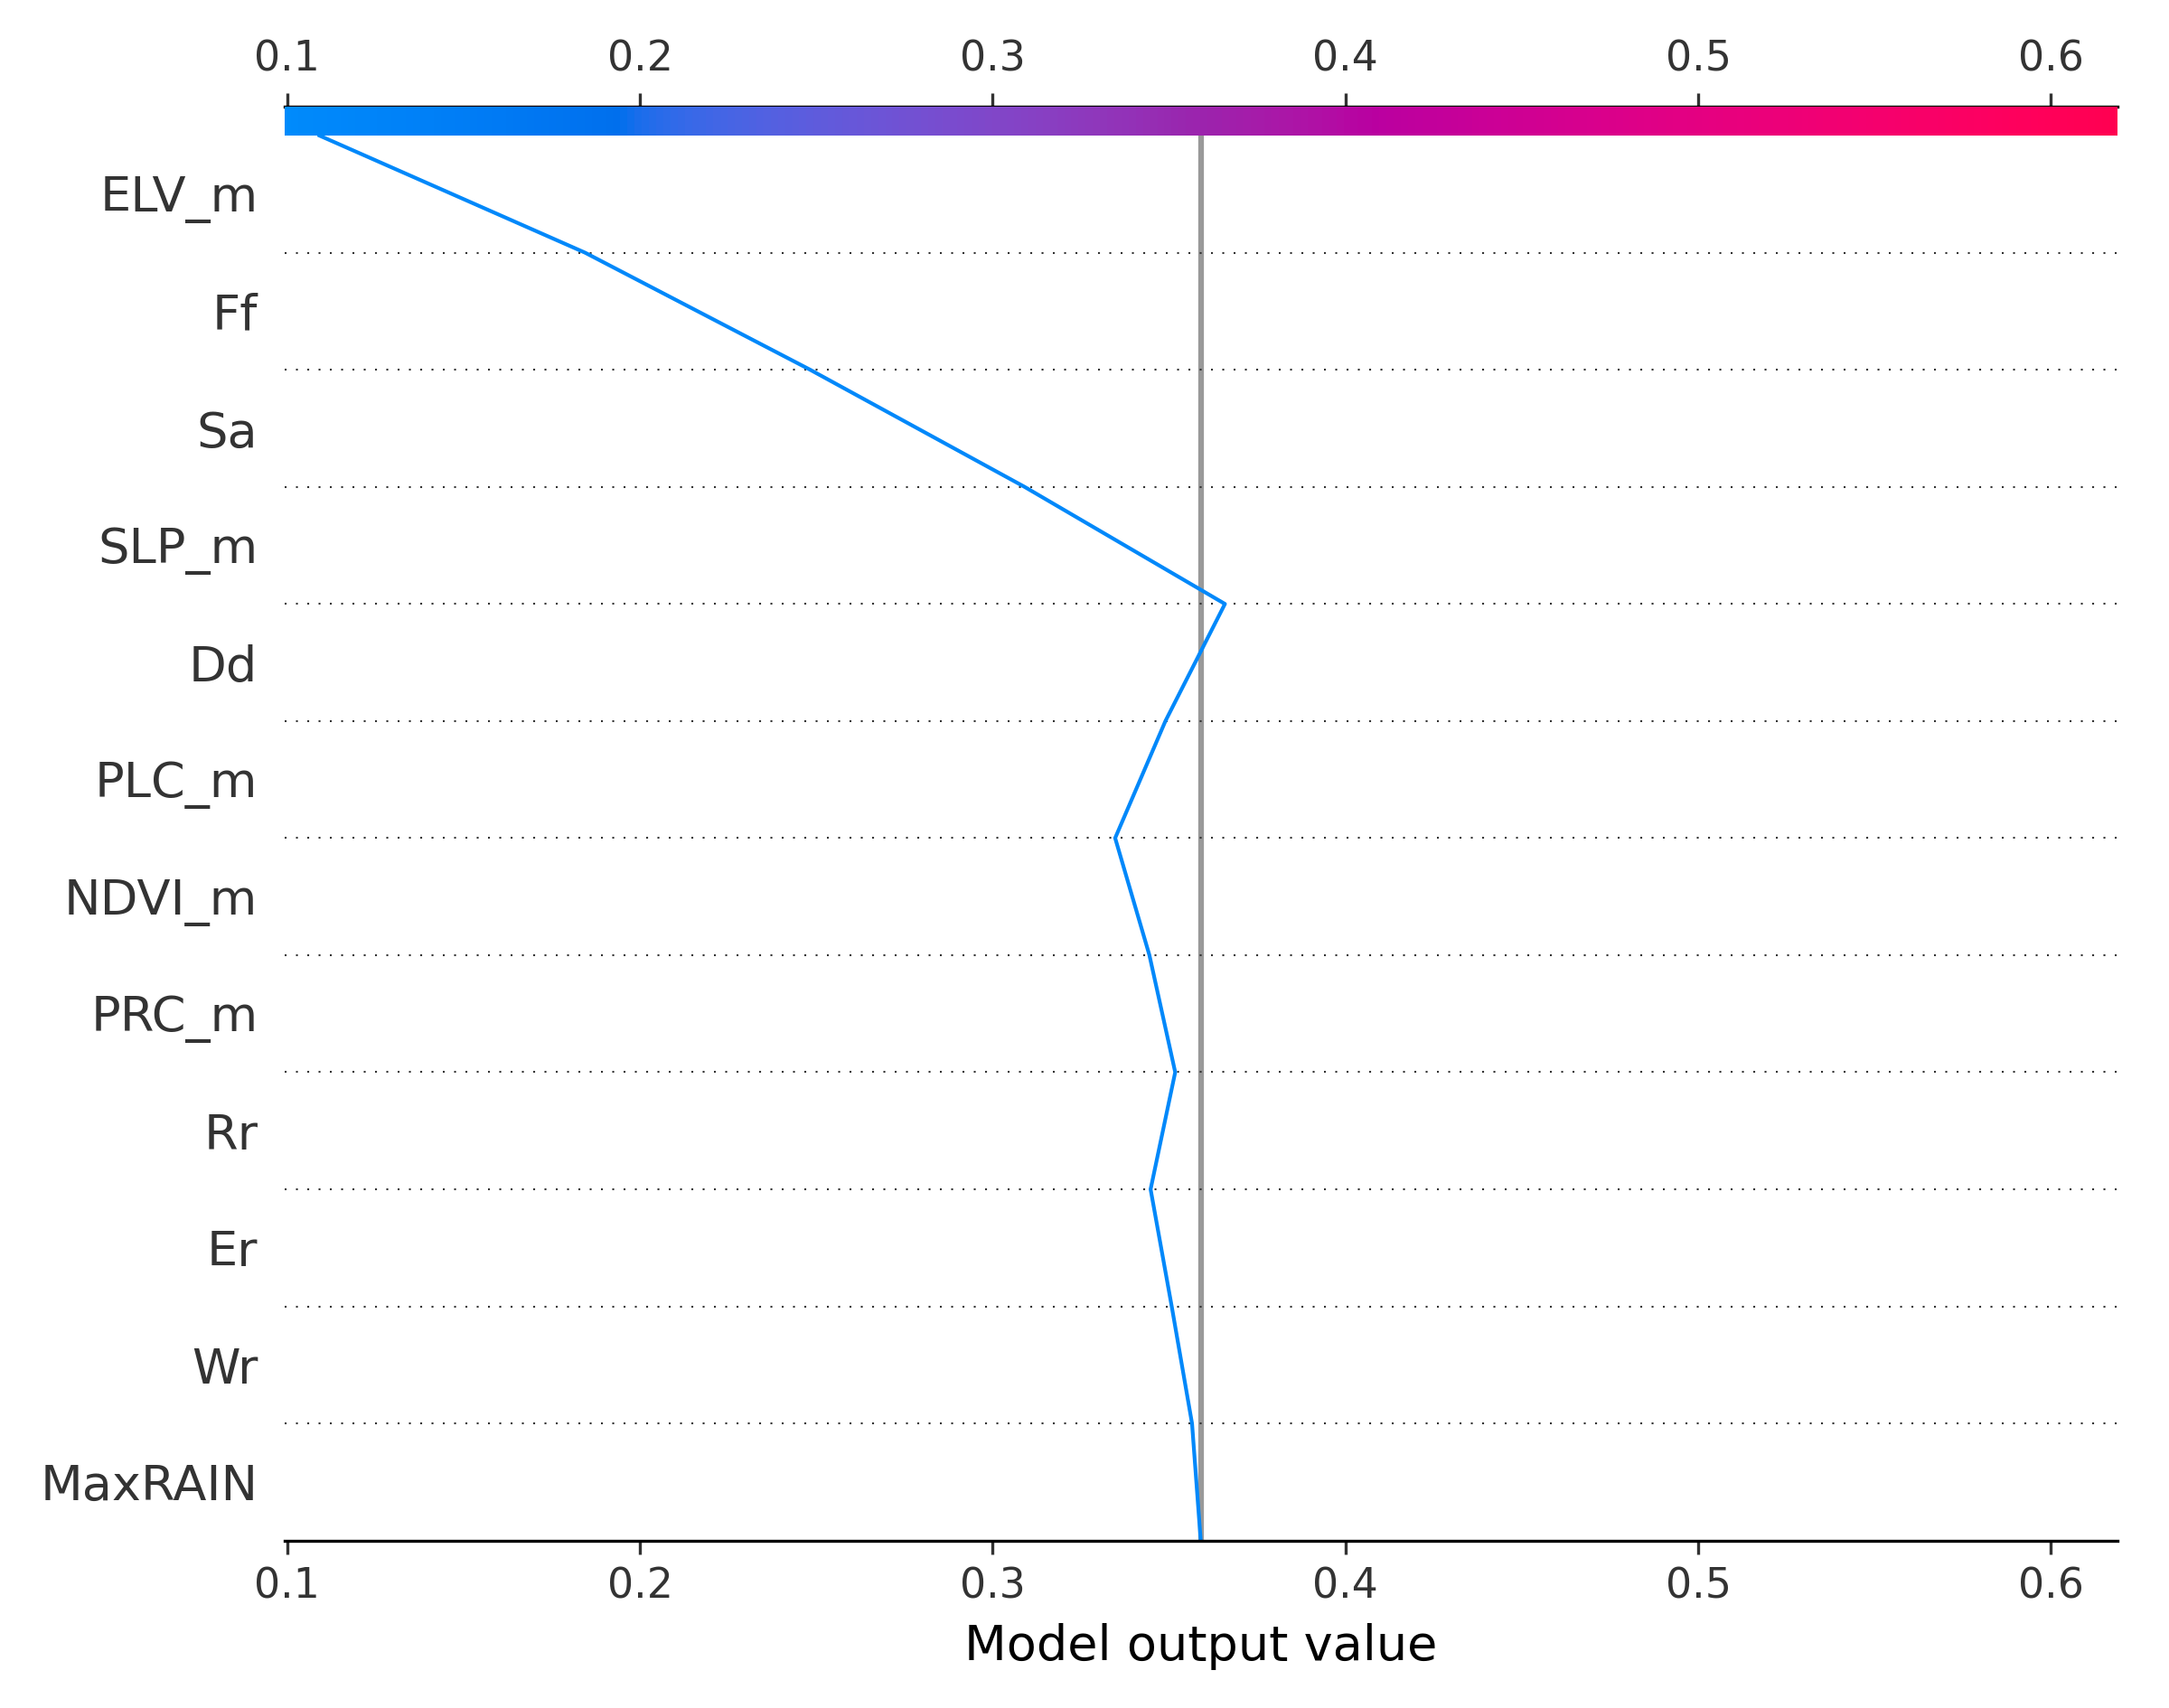 0.1 0.2 0.3 0.4 0.5 0.6
ELV_m
Ff
Sa
SLP_m
Dd
PLC_m
NDVI_m
PRC_m
Rr
Er
Wr
MaxRAIN
0.1 0.2 0.3 0.4 0.5 0.6
Model output value